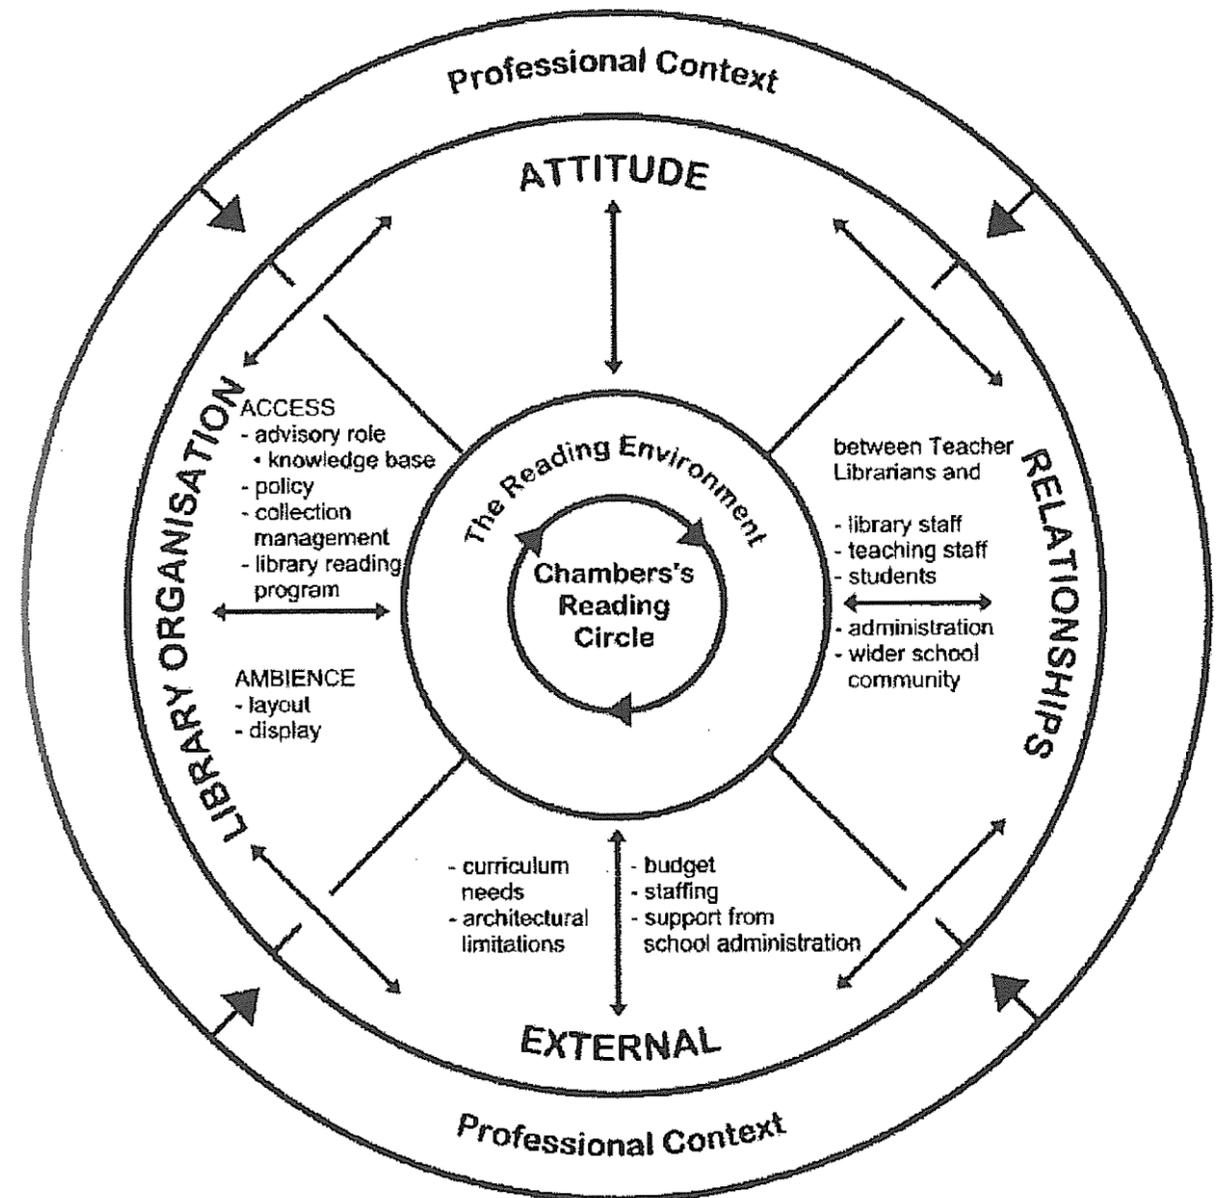 Professional Context
ATTITUDE
LIBRARY ORGANISATION
ACCESS
- advisory role
• knowledge base
- policy
- collection
management
- library reading
program
AMBIENCE
- layout
- display
The Reading Environment
Chambers's
Reading
Circle
RELATIONSHIPS
between Teacher
Librarians and
- library staff
- teaching staff
- students
- administration
- wider school
community
- curriculum
needs
- architectural
limitations
- budget
- staffing
- support from
school administration
EXTERNAL
Professional Context